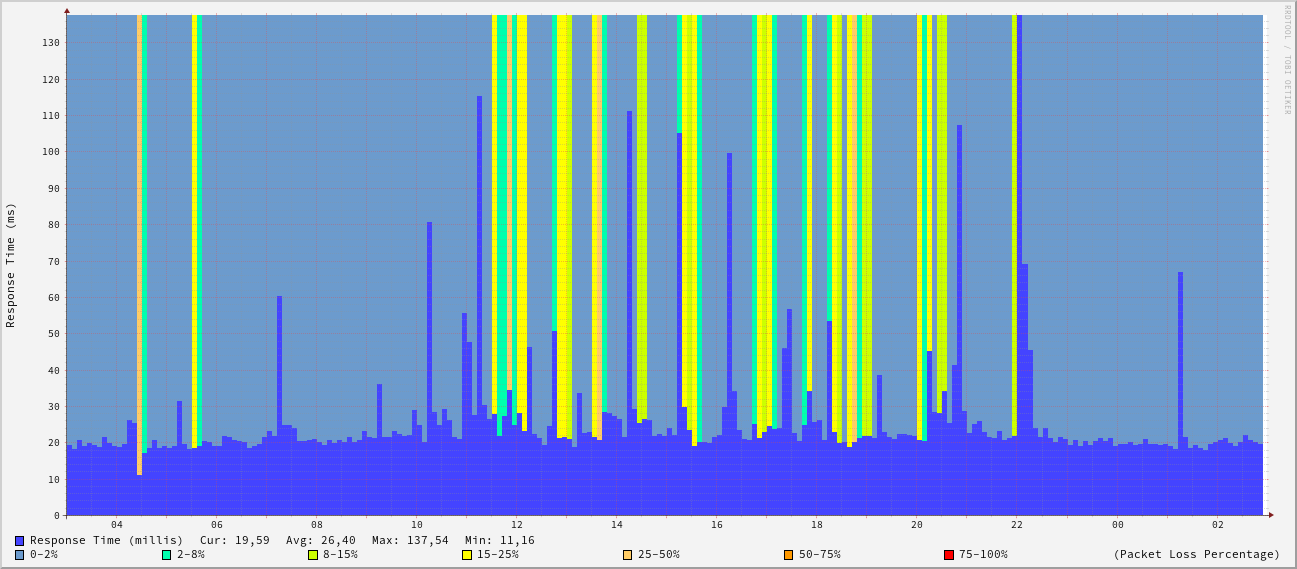 RRDTOOL / TOBI OETIKER
Response Time (ms)
130
120
110
100
90
80
70
60
50
40
30
20
10
0
04 06 08 10 12 14 16 18 20 22 00 02
Response Time (millis) Cur: 19,59 Avg: 26,40 Max: 137,54 Min: 11,16
0-2% 2-8% 8-15% 15-25% 25-50% 50-75% 75-100% (Packet Loss Percentage)